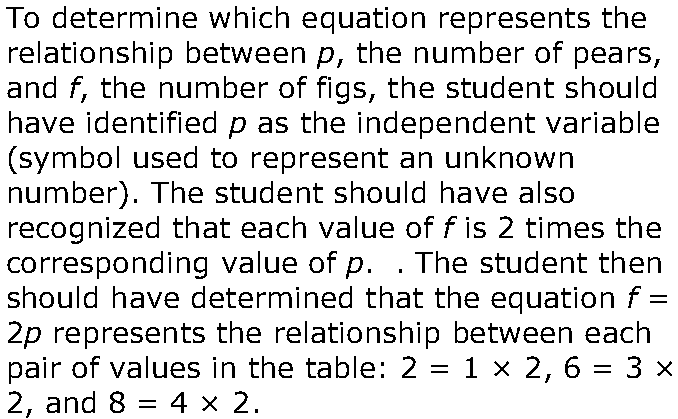 To determine which equation represents the
relationship between p, the number of pears,
and f, the number of figs, the student should
have identified p as the independent variable
(symbol used to represent an unknown
number). The student should have also
recognized that each value of f is 2 times the
corresponding value of p.  . The student then
should have determined that the equation f =
2p represents the relationship between each
pair of values in the table: 2 = 1 × 2, 6 = 3 ×
2, and 8 = 4 × 2.